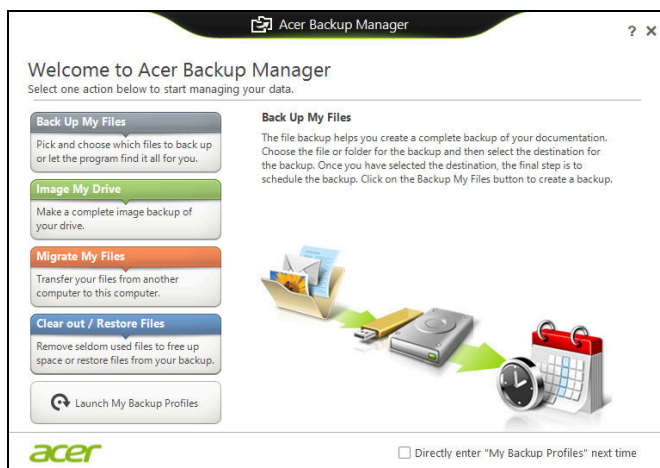 Acer Backup Manager
? X
Welcome to Acer Backup Manager
Select one action below to start managing your data.
Back Up My Files
Pick and choose which files to back up
or let the program find it all for you.
Image My Drive
Make a complete image backup of
your drive.
Migrate My Files
Transfer your files from another
computer to this computer.
Clear out / Restore Files
Remove seldom used files to free up
space or restore files from your backup.
Launch My Backup Profiles
Back Up My Files
The file backup helps you create a complete backup of your documentation.
Choose the file or folder for the backup and then select the destination for
the backup. Once you have selected the destination, the final step is to
schedule the backup. Click on the Backup My Files button to create a backup.
acer
Directly enter "My Backup Profiles" next time